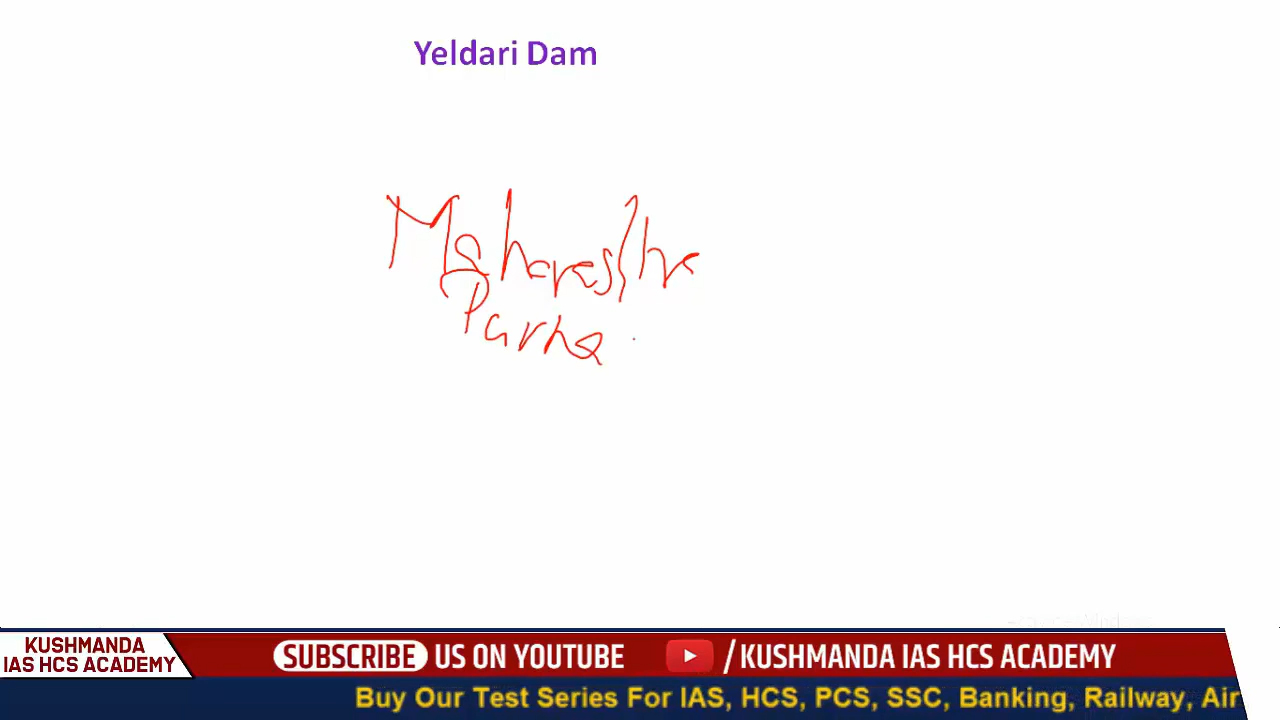 Yeldari Dam
Maharashtra
Purna
KUSHMANDA
IAS HCS ACADEMY
SUBSCRIBE US ON YOUTUBE
/KUSHMANDA IAS HCS ACADEMY
Buy Our Test Series For IAS, HCS, PCS, SSC, Banking, Railway, Air